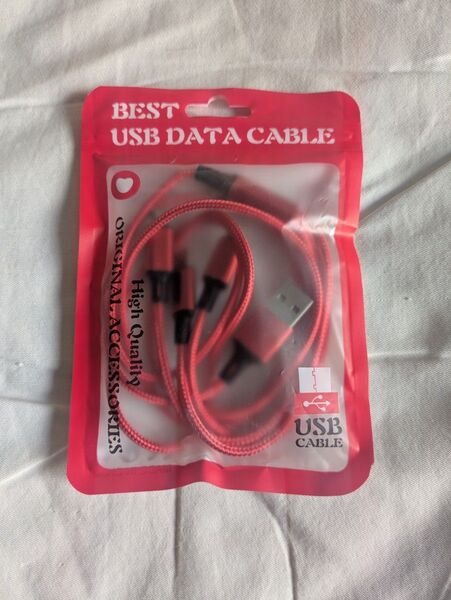 BEST
USB DATA CABLE
High Quality
ORIGINAL ACCESSORIES
USB
CABLE